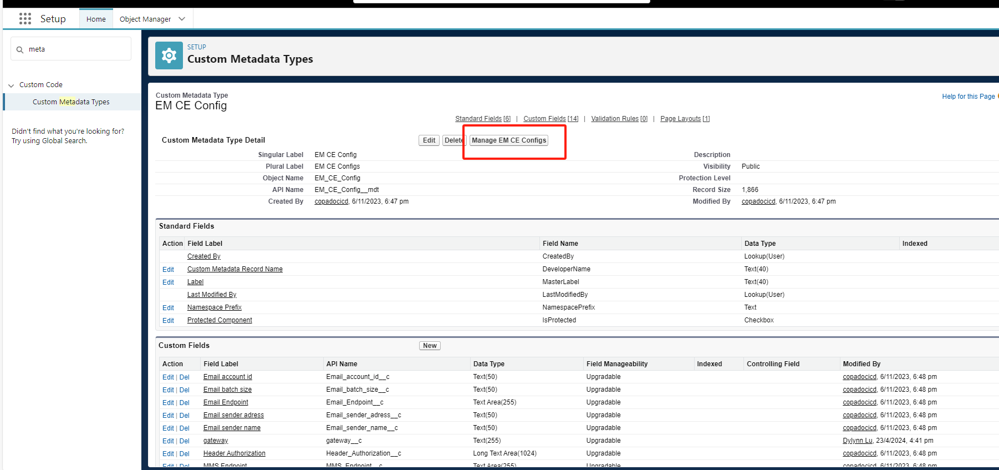 Setup
Home
Object Manager
meta
Custom Code
Custom Metadata Types
Didn't find what you're looking for?
Try using Global Search.
SETUP
Custom Metadata Types
Custom Metadata Type
EM CE Config
Help for this Page
Standard Fields [6] | Custom Fields [14] | Validation Rules [0] | Page Layouts [1]
Custom Metadata Type Detail Edit Delete Manage EM CE Configs
Singular Label EM CE Config Description
Plural Label EM CE Configs Visibility Public
Object Name EM_CE_Config Protection Level
API Name EM_CE_Config__mdt Record Size 1,866
Created By copadocicd, 6/11/2023, 6:47 pm Modified By copadocicd, 6/11/2023, 6:47 pm
Standard Fields
Action Field Label Field Name Data Type Indexed
Created By CreatedBy Lookup(User)
Edit Custom Metadata Record Name DeveloperName Text(40)
Edit Label MasterLabel Text(40)
Last Modified By LastModifiedBy Lookup(User)
Edit Namespace Prefix NamespacePrefix Text
Edit Protected Component IsProtected Checkbox
Custom Fields New
Action Field Label API Name Data Type Field Manageability Indexed Controlling Field Modified By
Edit | Del Email account id Email_account_id__c Text(50) Upgradable copadocicd, 6/11/2023, 6:48 pm
Edit | Del Email batch size Email_batch_size__c Text(50) Upgradable copadocicd, 6/11/2023, 6:48 pm
Edit | Del Email Endpoint Email_Endpoint__c Text Area(255) Upgradable copadocicd, 6/11/2023, 6:48 pm
Edit | Del Email sender adress Email_sender_adress__c Text(50) Upgradable copadocicd, 6/11/2023, 6:48 pm
Edit | Del Email sender name Email_sender_name__c Text(50) Upgradable copadocicd, 6/11/2023, 6:48 pm
Edit | Del gateway gateway__c Text(255) Upgradable Dylynn Lu, 23/4/2024, 4:41 pm
Edit | Del Header Authorization Header_Authorization__c Long Text Area(1024) Upgradable copadocicd, 6/11/2023, 6:48 pm
Edit | Del MMS Endpoint MMS_Endpoint__c Text Area(255) Upgradable copadocicd, 6/11/2023, 6:48 pm